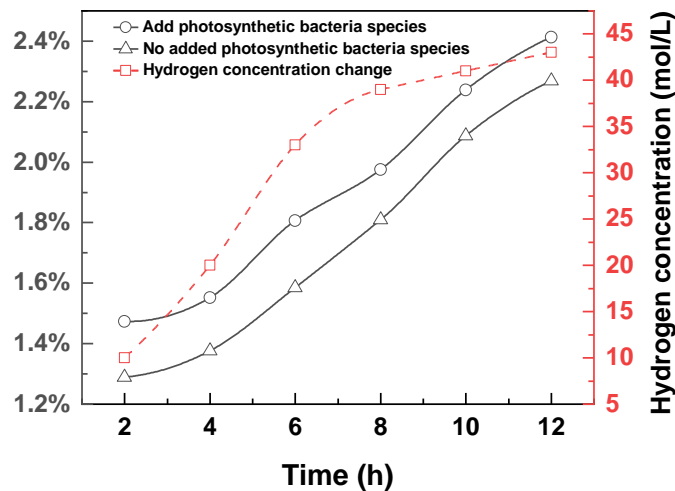 Add photosynthetic bacteria species
No added photosynthetic bacteria species
Hydrogen concentration change
2.4%
2.2%
2.0%
1.8%
1.6%
1.4%
1.2%
45
40
35
30
25
20
15
10
5
Hydrogen concentration (mol/L)
2 4 6 8 10 12
Time (h)